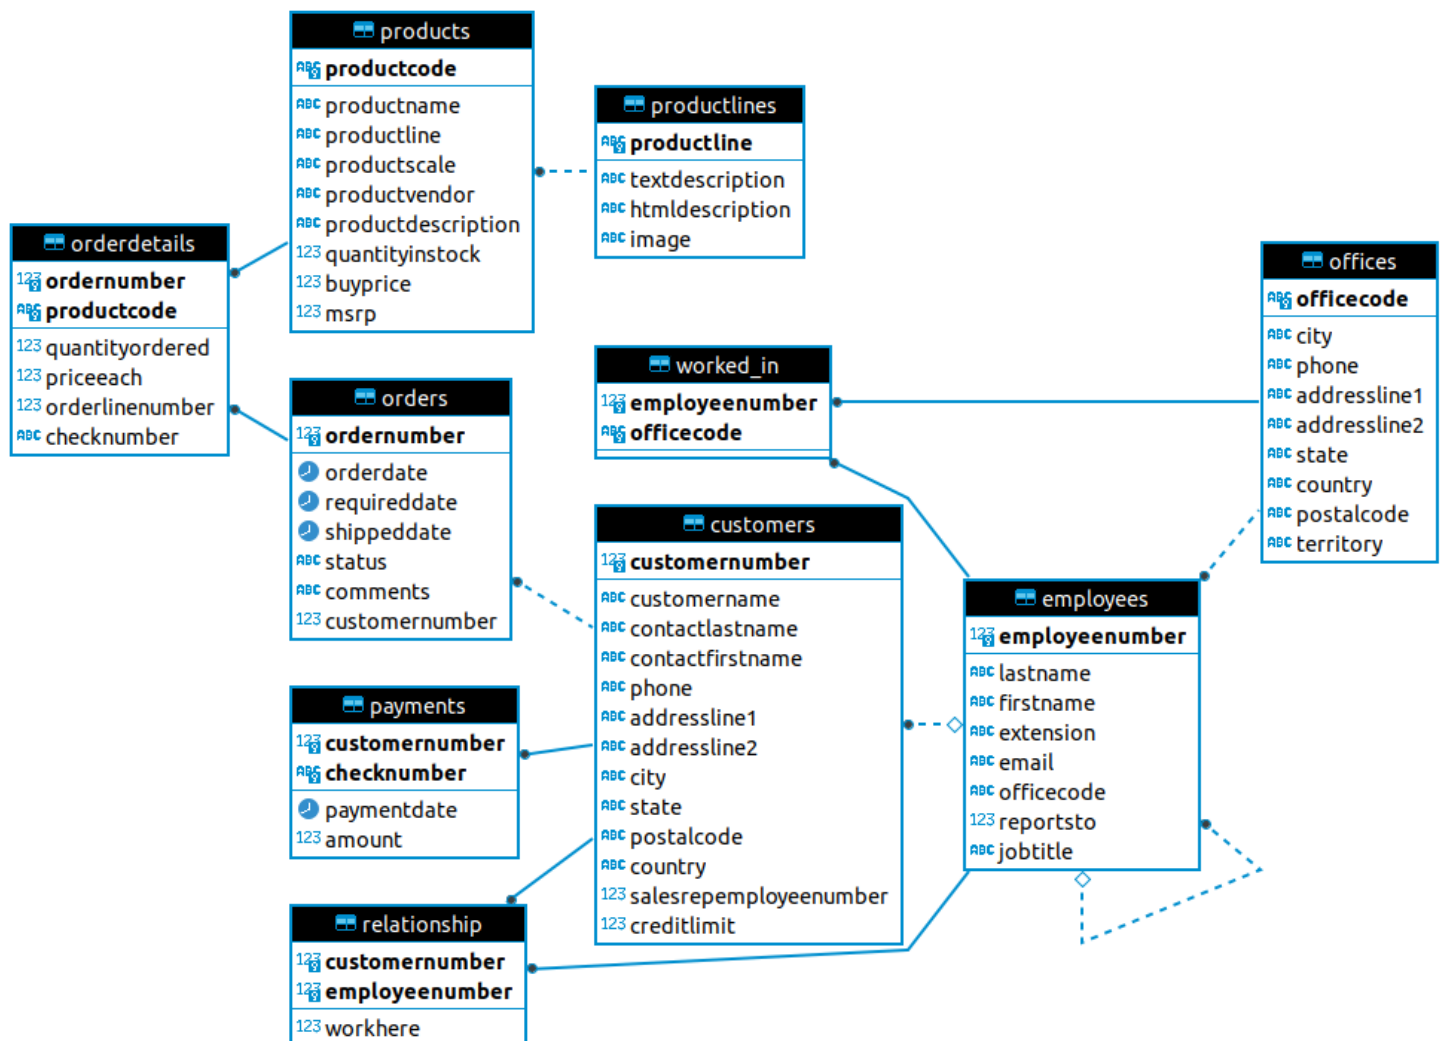 products
productcode
productname
productline
productscale
productvendor
productdescription
quantityinstock
buyprice
msrp
productlines
productline
textdescription
htmldescription
image
orderdetails
ordernumber
productcode
quantityordered
priceeach
orderlinenumber
checknumber
offices
officecode
city
phone
addressline1
addressline2
state
country
postalcode
territory
worked_in
employeenumber
officecode
orders
ordernumber
orderdate
requireddate
shippeddate
status
comments
customernumber
customers
customernumber
customername
contactlastname
contactfirstname
phone
addressline1
addressline2
city
state
postalcode
country
salesrepemployeenumber
creditlimit
employees
employeenumber
lastname
firstname
extension
email
officecode
reportsto
jobtitle
payments
customernumber
checknumber
paymentdate
amount
relationship
customernumber
employeenumber
workhere